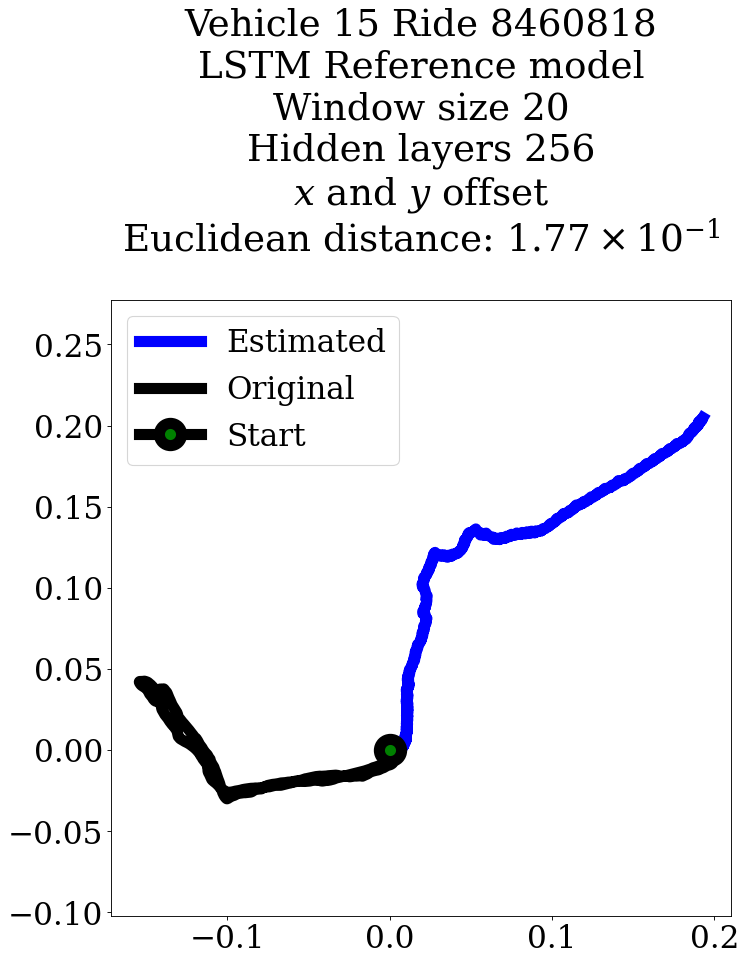 Vehicle 15 Ride 8460818
LSTM Reference model
Window size 20
Hidden layers 256
x and y offset
Euclidean distance: 1.77 × 10⁻¹
Estimated
Original
Start
0.25
0.20
0.15
0.10
0.05
0.00
−0.05
−0.10
−0.1 0.0 0.1 0.2